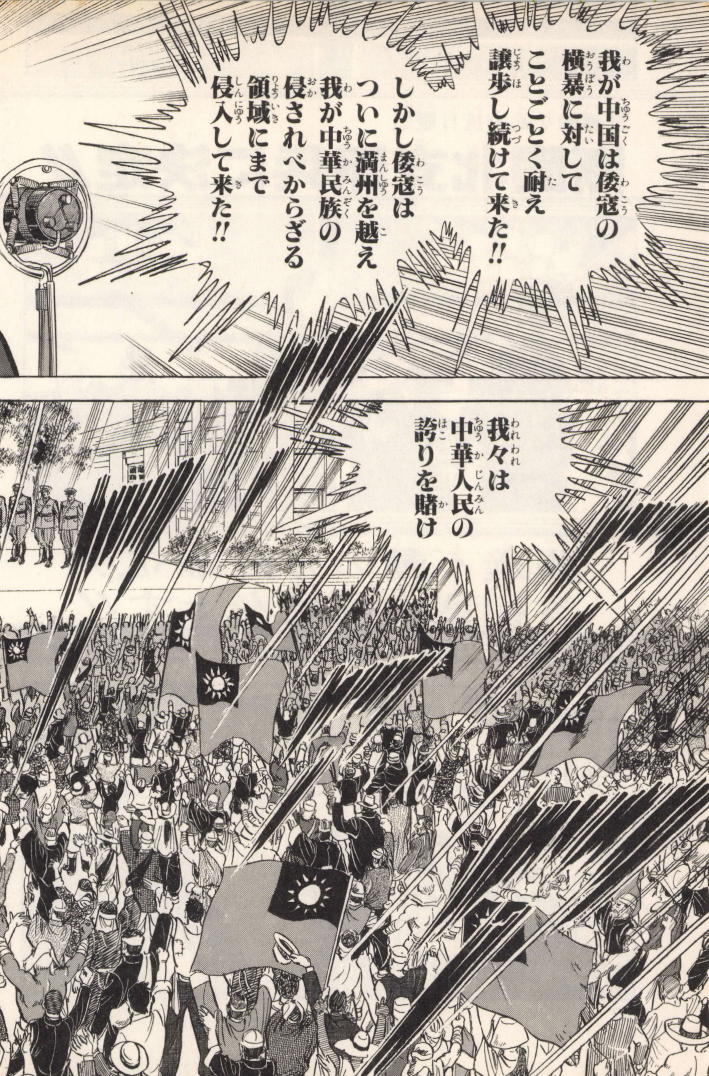 我が中国は倭寇の
横暴に対して
ことごとく耐え
譲歩し続けて来た!!
しかし倭寇は
ついに満州を越え
我が中華民族の
侵されべからざる
領域にまで
侵入して来た!!
我々は
中華人民の
誇りを賭け